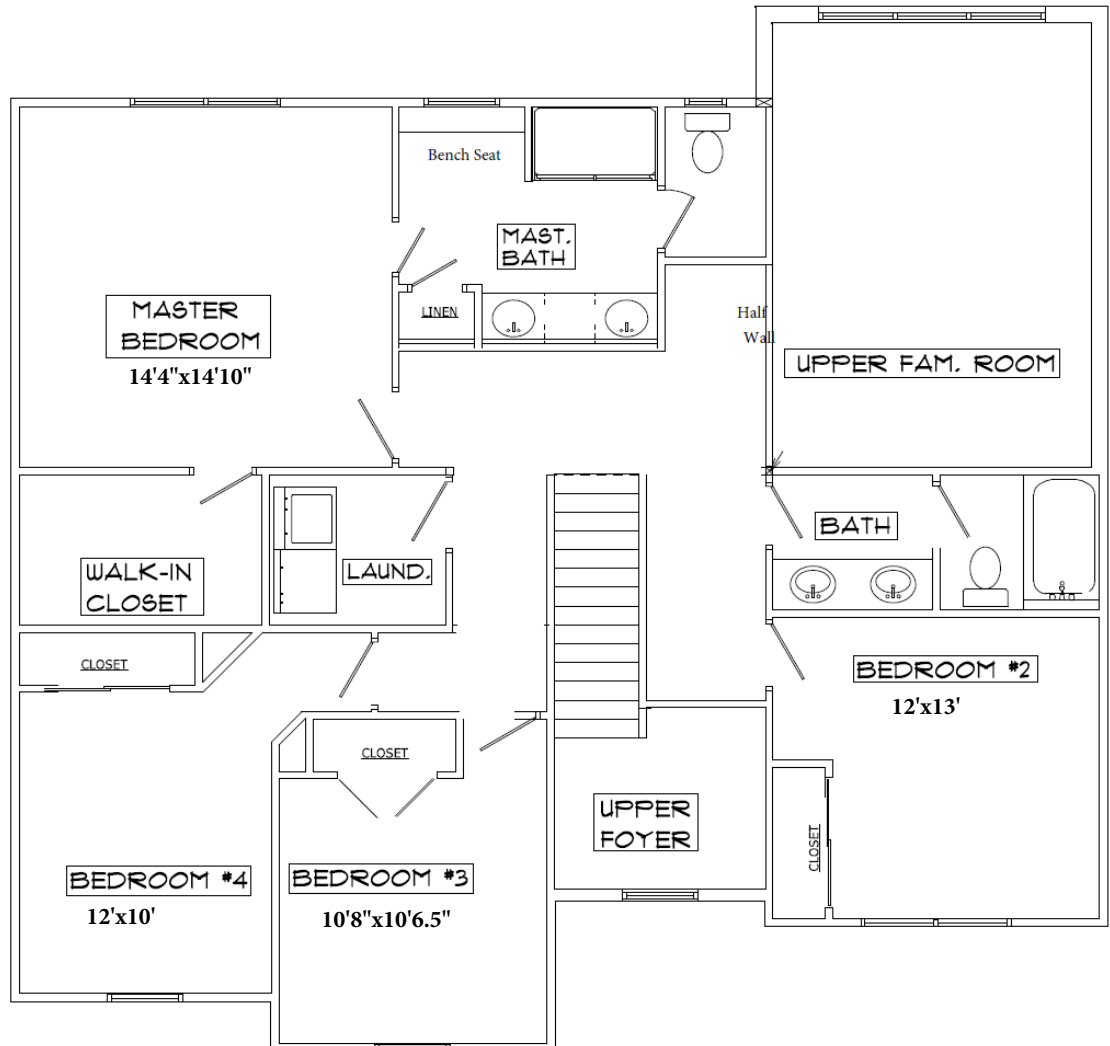 Bench Seat
MAST.
BATH
MASTER
BEDROOM
14'4"x14'10"
LINEN
Half
Wall
UPPER FAM. ROOM
BATH
WALK-IN
CLOSET
LAUND.
CLOSET
BEDROOM #2
12'x13'
CLOSET
UPPER
FOYER
CLOSET
BEDROOM #4
12'x10'
BEDROOM #3
10'8"x10'6.5"